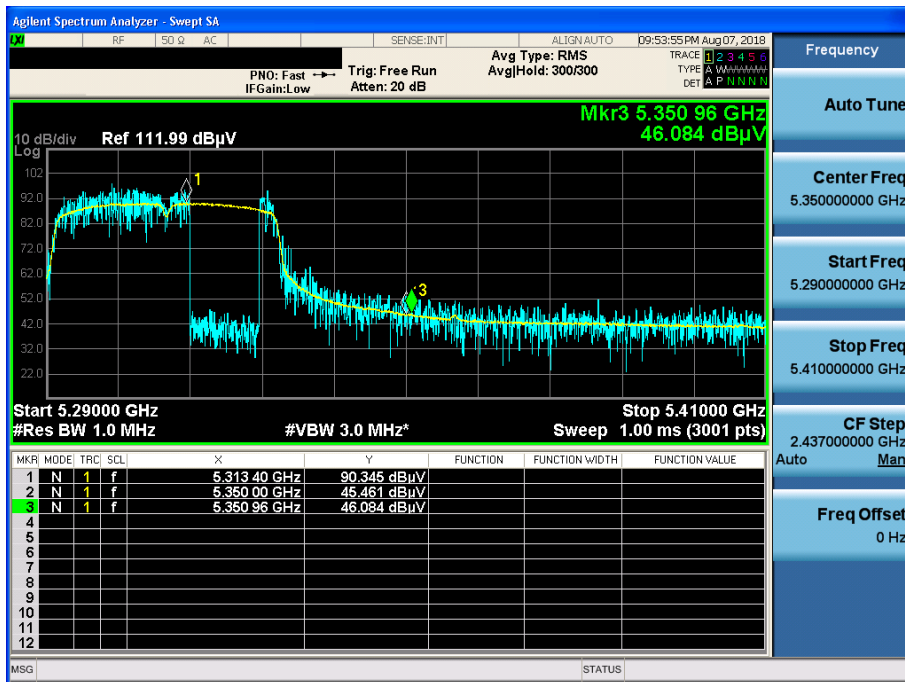 Agilent Spectrum Analyzer - Swept SA
LXI RF 50 Ω AC SENSE:INT ALIGN AUTO 09:53:55 PM Aug 07, 2018
PNO: Fast
IFGain:Low
Trig: Free Run
Atten: 20 dB
Avg Type: RMS
Avg|Hold: 300/300
TRACE 1 2 3 4 5 6
TYPE A WWWWW
DET A P N N N N
Mkr3 5.350 96 GHz
46.084 dBµV
10 dB/div Ref 111.99 dBµV
Log
102
92.0
82.0
72.0
62.0
52.0
42.0
32.0
22.0
1
3
Start 5.29000 GHz Stop 5.41000 GHz
#Res BW 1.0 MHz #VBW 3.0 MHz* Sweep 1.00 ms (3001 pts)
MKR MODE TRC SCL X Y FUNCTION FUNCTION WIDTH FUNCTION VALUE
1 N 1 f 5.313 40 GHz 90.345 dBµV
2 N 1 f 5.350 00 GHz 45.461 dBµV
3 N 1 f 5.350 96 GHz 46.084 dBµV
4
5
6
7
8
9
10
11
12
MSG STATUS
Frequency
Auto Tune
Center Freq
5.350000000 GHz
Start Freq
5.290000000 GHz
Stop Freq
5.410000000 GHz
CF Step
2.437000000 GHz
Auto Man
Freq Offset
0 Hz